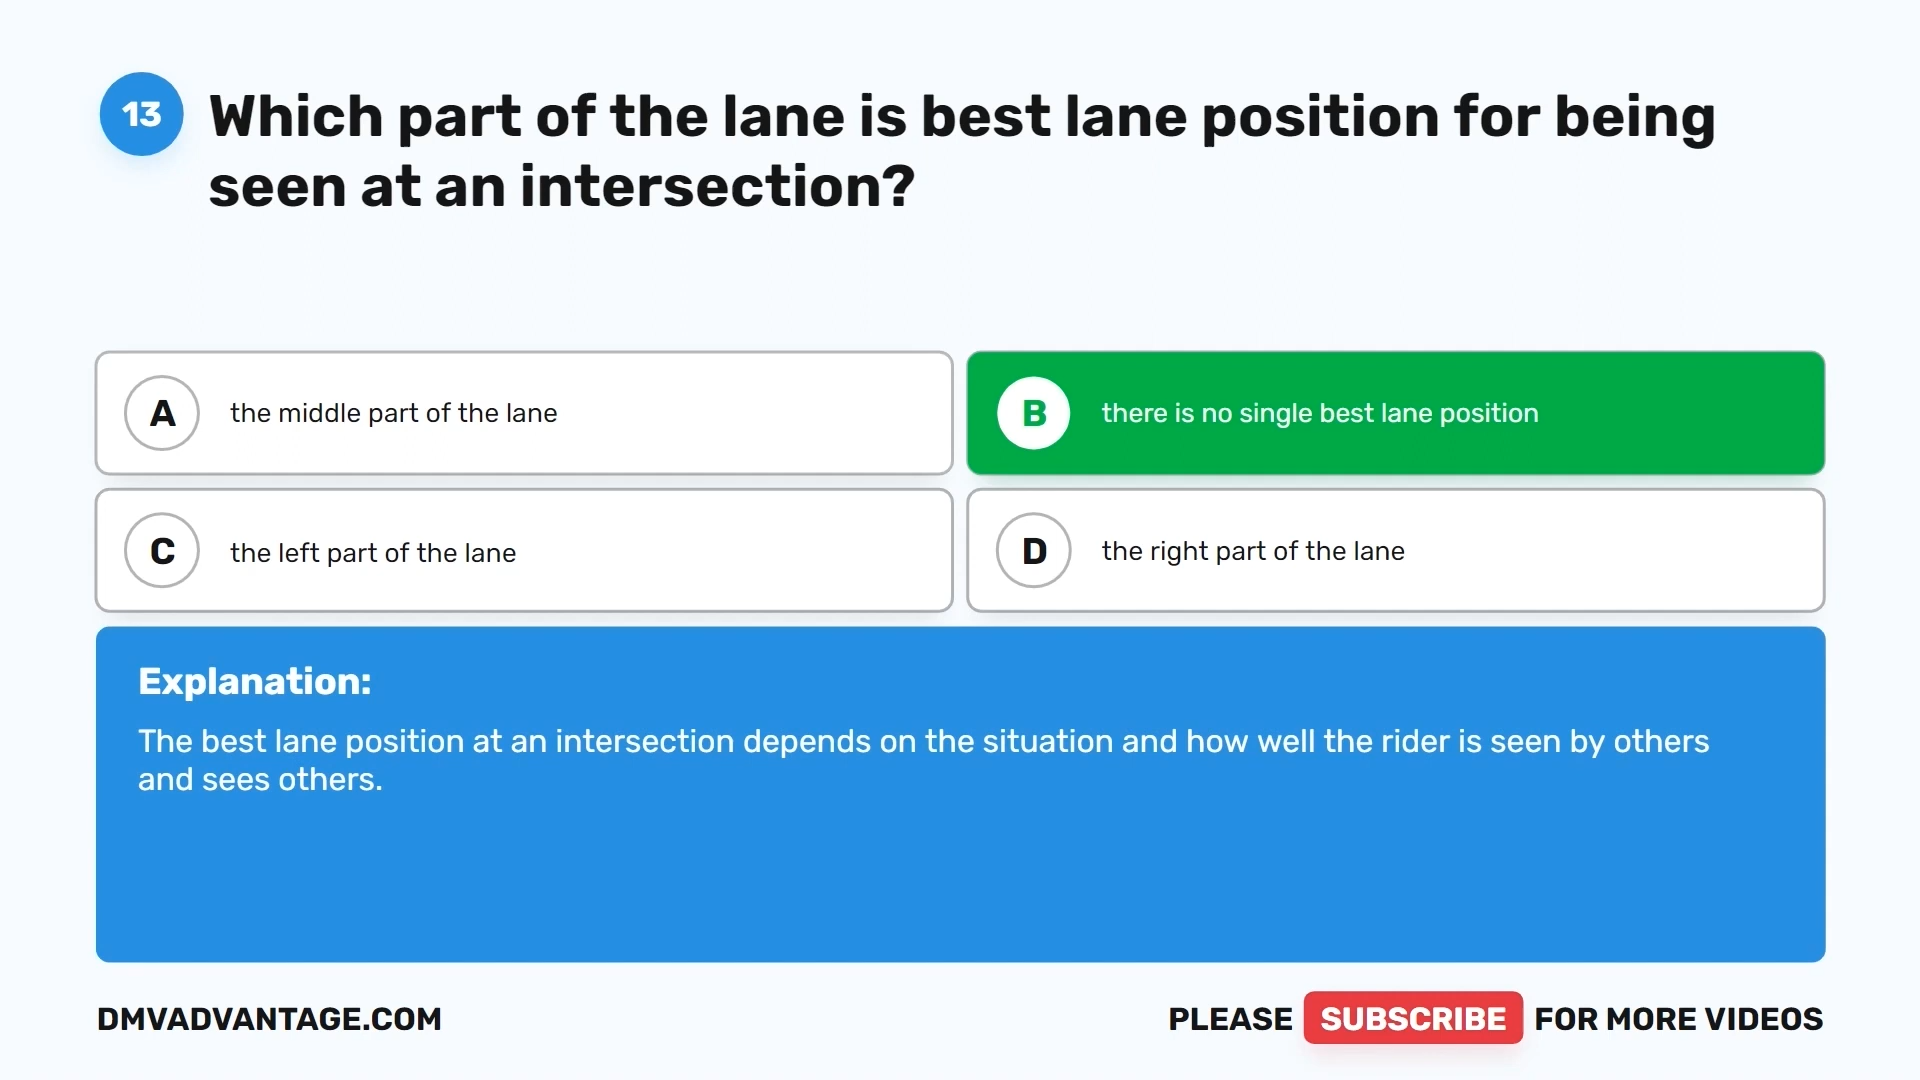 13
Which part of the lane is best lane position for being
seen at an intersection?
A the middle part of the lane
B there is no single best lane position
C the left part of the lane
D the right part of the lane
Explanation:
The best lane position at an intersection depends on the situation and how well the rider is seen by others
and sees others.
DMVADVANTAGE.COM
PLEASE SUBSCRIBE FOR MORE VIDEOS